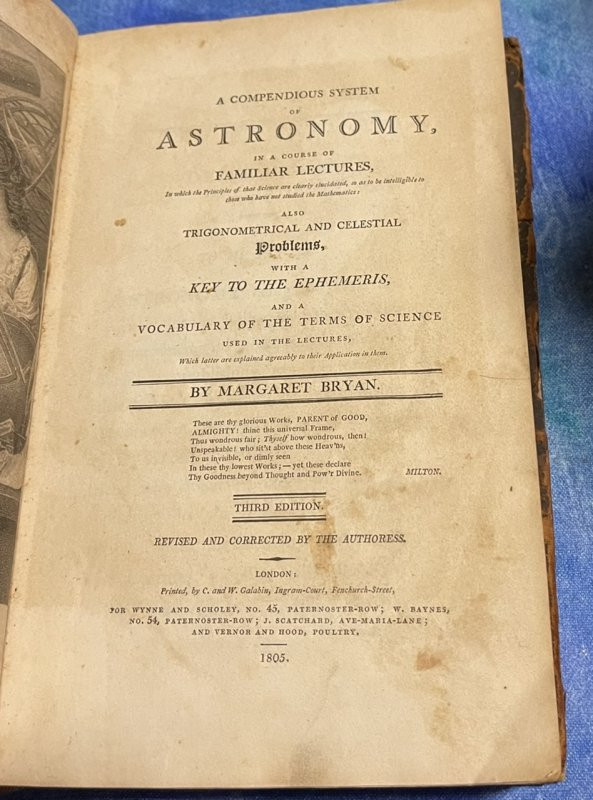 A COMPENDIOUS SYSTEM
OF
ASTRONOMY,
IN A COURSE OF
FAMILIAR LECTURES,
In which the Principles of that Science are clearly elucidated, so as to be intelligible to
those who have not studied the Mathematics:
ALSO
TRIGONOMETRICAL AND CELESTIAL
Problems,
WITH A
KEY TO THE EPHEMERIS,
AND A
VOCABULARY OF THE TERMS OF SCIENCE
USED IN THE LECTURES,
Which latter are explained agreeably to their Application in them.
BY MARGARET BRYAN.
These are thy glorious Works, PARENT of GOOD,
ALMIGHTY! thine this universal Frame,
Thus wondrous fair; Thyself how wondrous, then!
Unspeakable! who sit'st above these Heav'ns,
To us invisible, or dimly seen
In these thy lowest Works;—yet these declare
Thy Goodness beyond Thought and Pow'r Divine. MILTON.
THIRD EDITION.
REVISED AND CORRECTED BY THE AUTHORESS.
LONDON:
Printed, by C. and W. Galabin, Ingram-Court, Fenchurch-Street,
FOR WYNNE AND SCHOLEY, NO. 45, PATERNOSTER-ROW; W. BAYNES,
NO. 54, PATERNOSTER-ROW; J. SCATCHARD, AVE-MARIA-LANE;
AND VERNOR AND HOOD, POULTRY,
1805.